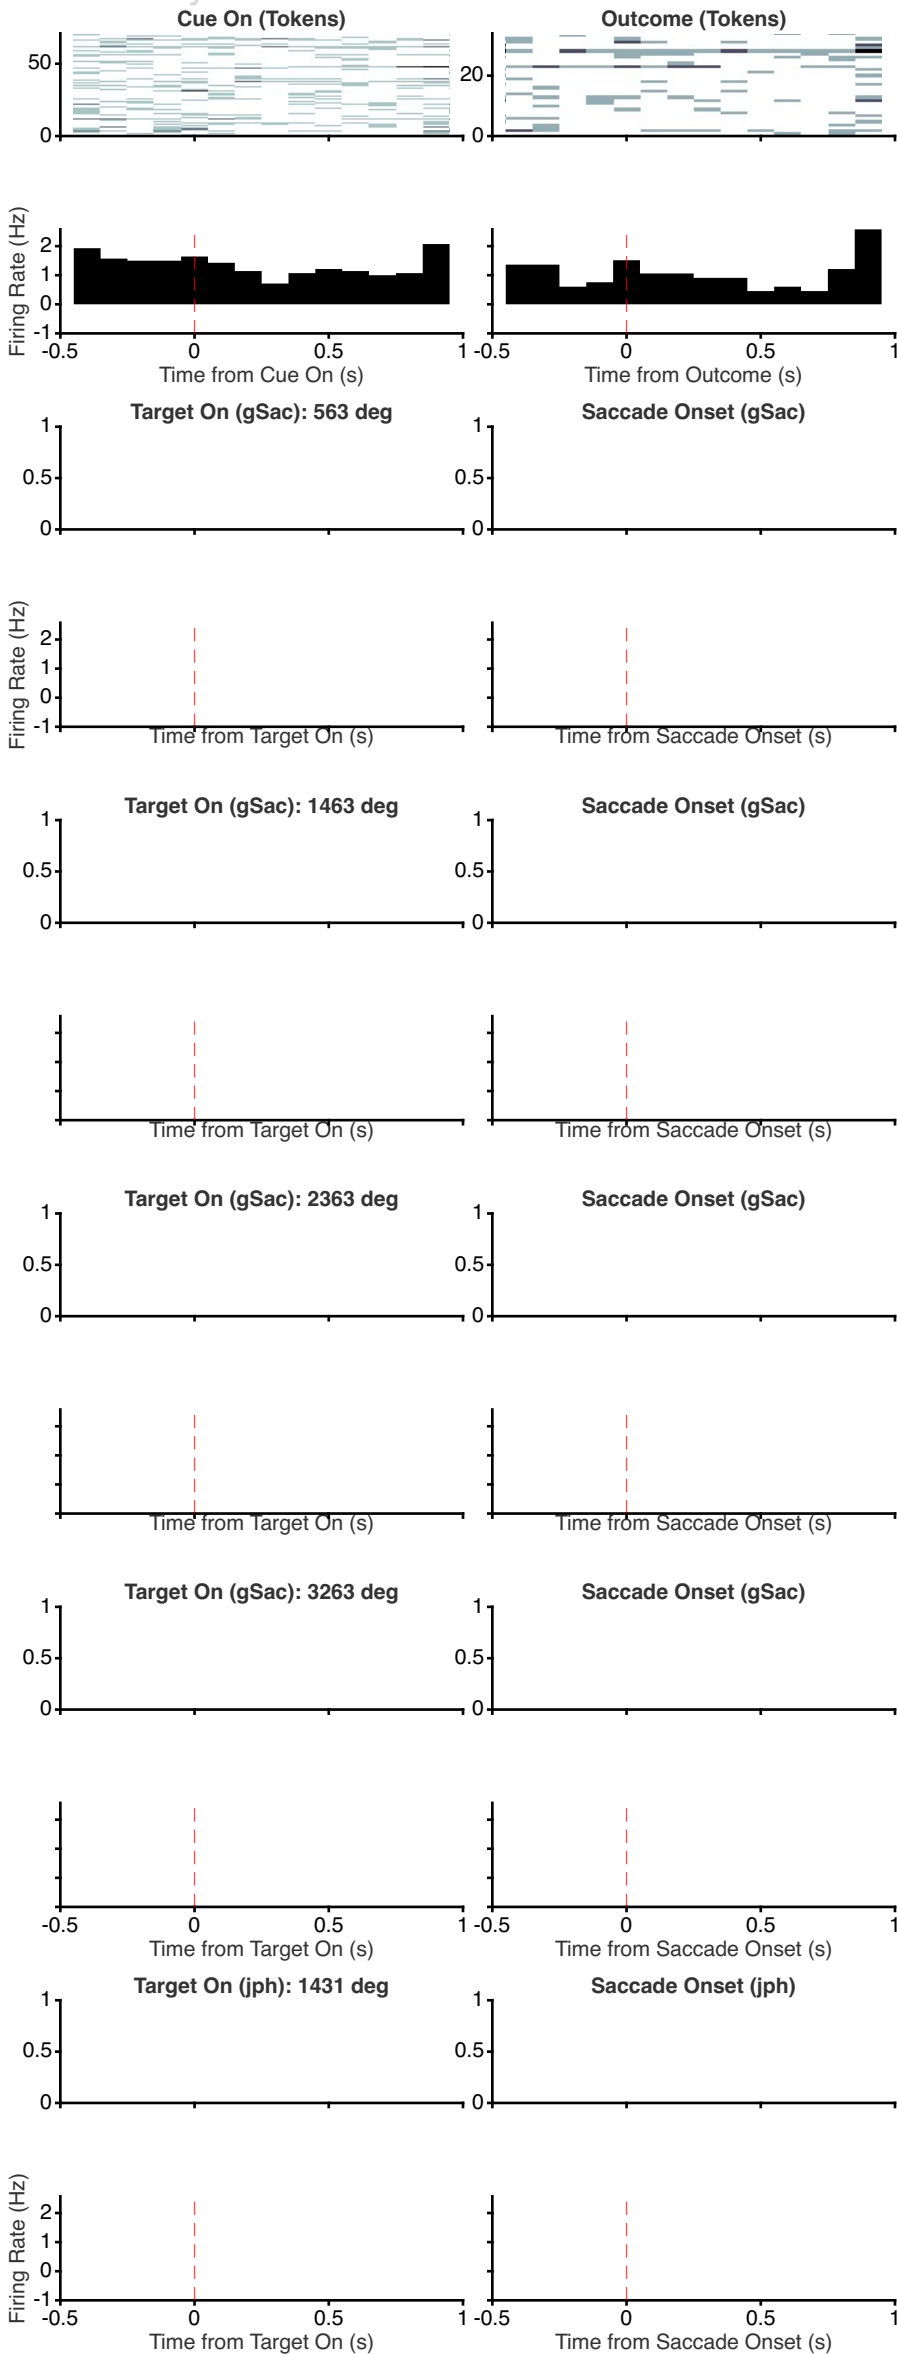 Cue On (Tokens) Outcome (Tokens)
50 20
0 0
Firing Rate (Hz)
2 2
1 1
0 0
-1 -1
-0.5 0 0.5 1 -0.5 0 0.5 1
Time from Cue On (s) Time from Outcome (s)
Target On (gSac): 563 deg Saccade Onset (gSac)
1 1
0.5 0.5
0 0
Firing Rate (Hz)
2
1
0
-1
Time from Target On (s) Time from Saccade Onset (s)
Target On (gSac): 1463 deg Saccade Onset (gSac)
1 1
0.5 0.5
0 0
Time from Target On (s) Time from Saccade Onset (s)
Target On (gSac): 2363 deg Saccade Onset (gSac)
1 1
0.5 0.5
0 0
Time from Target On (s) Time from Saccade Onset (s)
Target On (gSac): 3263 deg Saccade Onset (gSac)
1 1
0.5 0.5
0 0
-0.5 0 0.5 1 -0.5 0 0.5 1
Time from Target On (s) Time from Saccade Onset (s)
Target On (jph): 1431 deg Saccade Onset (jph)
1 1
0.5 0.5
0 0
Firing Rate (Hz)
2
1
0
-1
-0.5 0 0.5 1 -0.5 0 0.5 1
Time from Target On (s) Time from Saccade Onset (s)